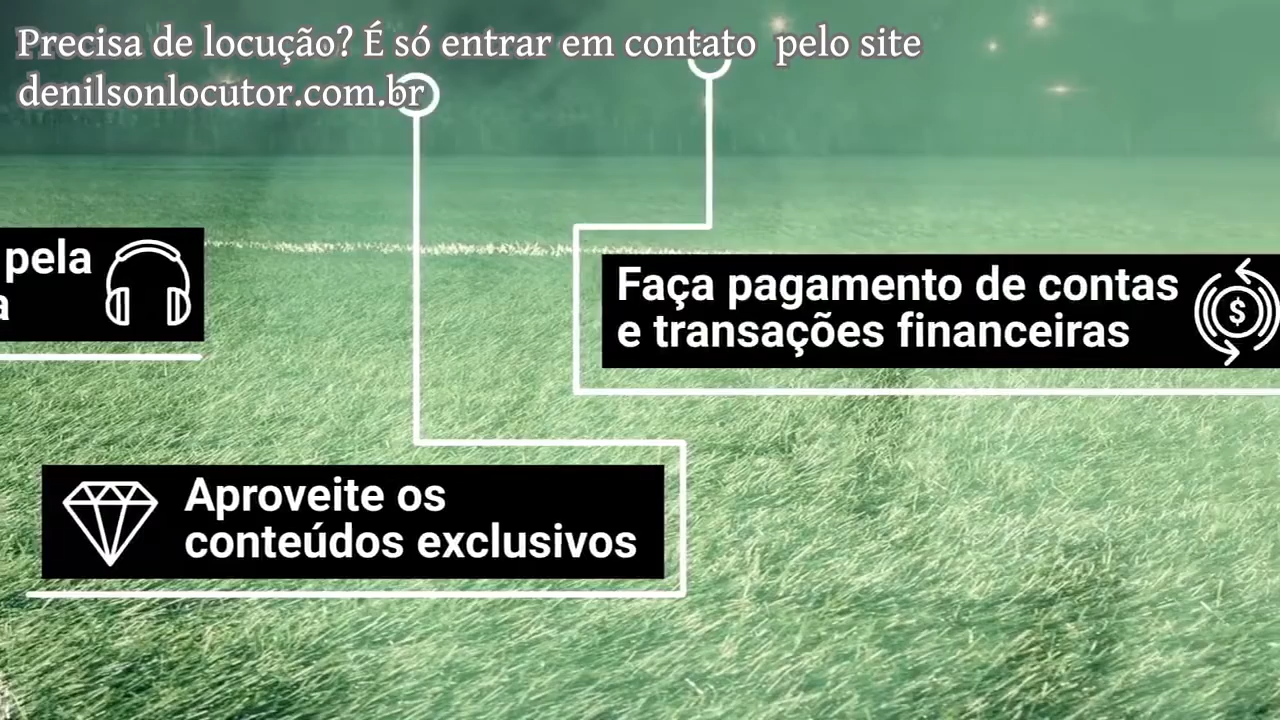 Precisa de locução? É só entrar em contato  pelo site
denilsonlocutor.com.br
pela
a
Faça pagamento de contas
e transações financeiras
$
Aproveite os
conteúdos exclusivos